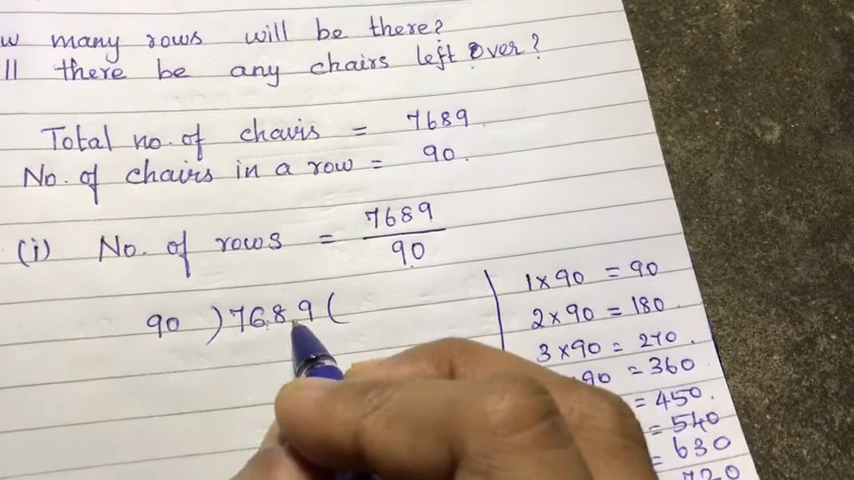 many rows will be there?
there be any chairs left over?
Total no. of chavis = 7689
No. of chairs in a row = 90.
(i) No. of rows = 7689/90
90 ) 7689 (
1 x 90 = 90
2 x 90 = 180
3 x 90 = 270.
90 = 360
= 450.
= 540
= 630
720